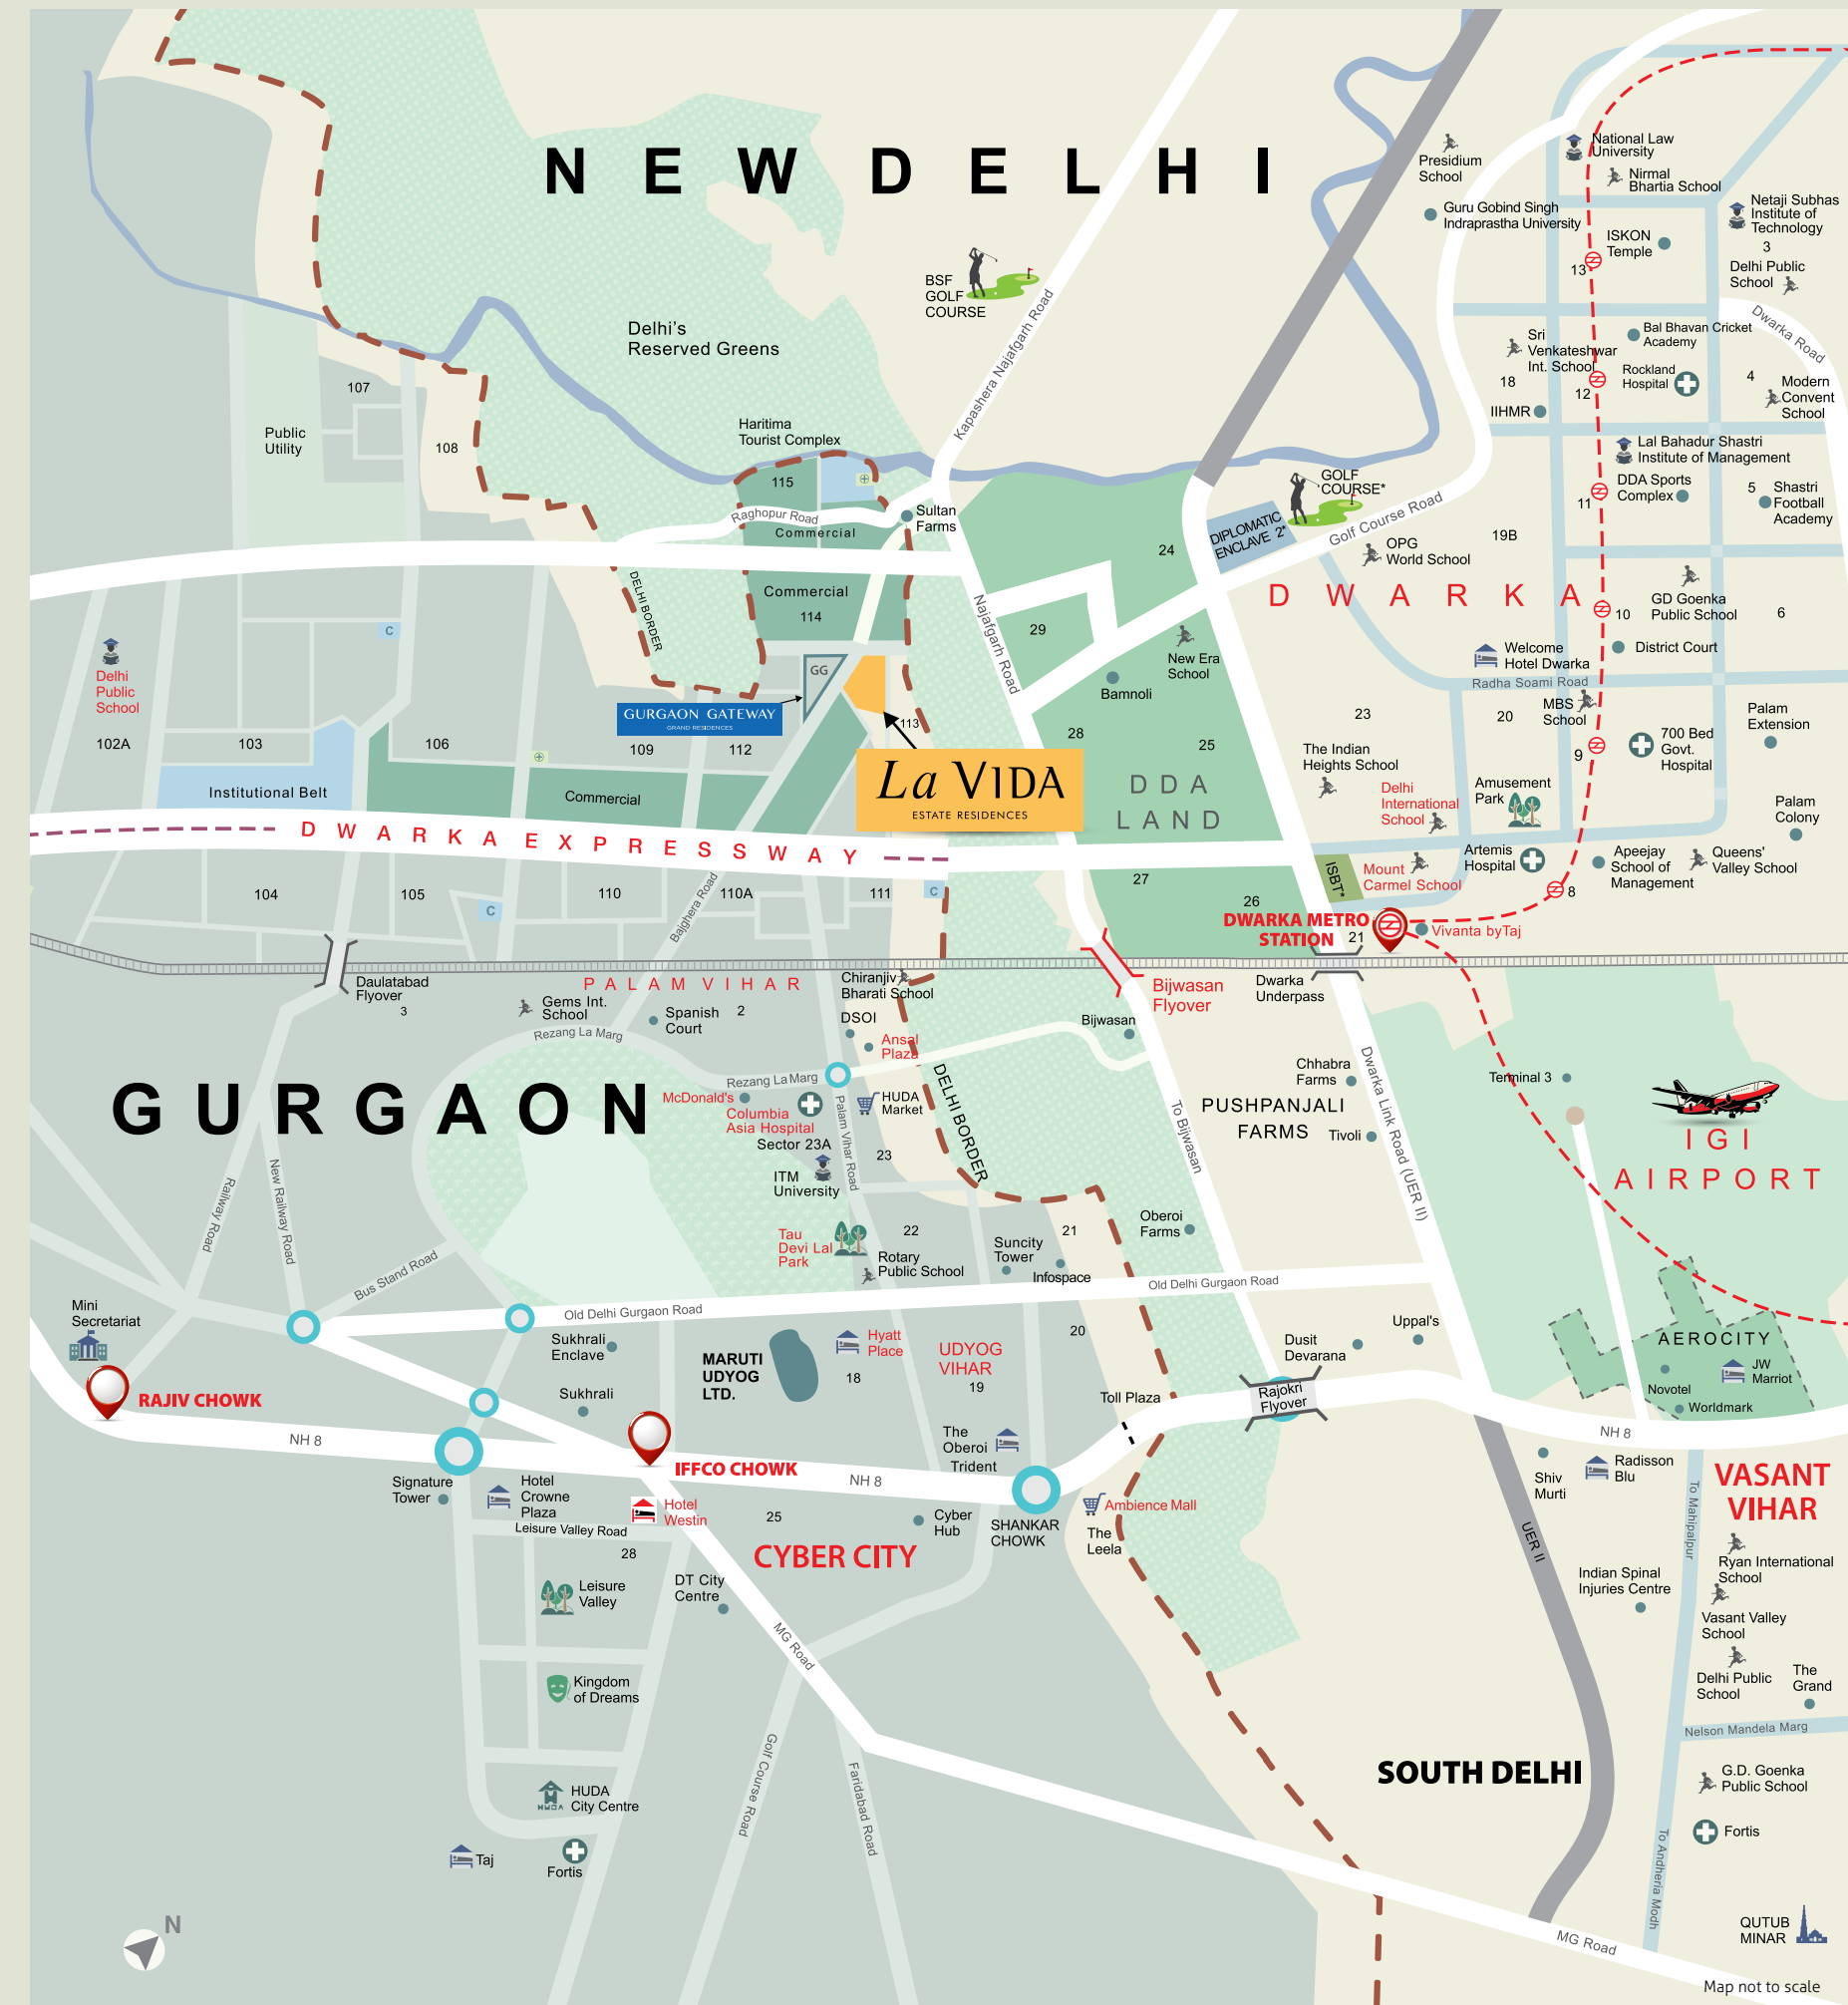 NEW DELHI
Presidium
School
National Law
University
Nirmal
Bhartia School
Guru Gobind Singh
Indraprastha University
Netaji Subhas
Institute of
Technology
3
ISKON
Temple
13
Delhi Public
School
BSF
GOLF
COURSE
Kapashera Najafgarh Road
Delhi's
Reserved Greens
Dwarka Road
Bal Bhavan Cricket
Academy
Sri
Venkateshwar
Int. School
Rockland
Hospital
18
12
4
Modern
Convent
School
IIHMR
107
Public
Utility
108
Haritima
Tourist Complex
Lal Bahadur Shastri
Institute of Management
DDA Sports
Complex
11
5
Shastri
Football
Academy
115
Raghopur Road
Commercial
Sultan
Farms
GOLF
COURSE*
DIPLOMATIC
ENCLAVE 2*
Golf Course Road
OPG
World School
19B
24
DWARKA
GD Goenka
Public School
10
6
DELHI BORDER
Commercial
114
C
Najafgarh Road
29
New Era
School
Bamnoli
Welcome
Hotel Dwarka
District Court
Radha Soami Road
Delhi
Public
School
102A
103
106
109
112
GG
GURGAON GATEWAY
GRAND RESIDENCES
113
28
25
23
20
MBS
School
9
700 Bed
Govt.
Hospital
Palam
Extension
The Indian
Heights School
Institutional Belt
Commercial
La VIDA
ESTATE RESIDENCES
DDA
LAND
Delhi
International
School
Amusement
Park
Palam
Colony
DWARKA EXPRESSWAY
ISBT*
Mount
Carmel School
Artemis
Hospital
Apeejay
School of
Management
Queens'
Valley School
8
104
105
C
110
Bajghera Road
110A
111
C
27
26
DWARKA METRO
STATION
21
Vivanta byTaj
Daulatabad
Flyover
3
PALAM VIHAR
Gems Int.
School
Spanish
Court
2
Chiranjiv
Bharati School
DSOI
Ansal
Plaza
Bijwasan
Flyover
Bijwasan
Dwarka
Underpass
Rezang La Marg
Rezang La Marg
GURGAON
McDonald's
Columbia
Asia Hospital
Sector 23A
HUDA
Market
Palam Vihar Road
DELHI BORDER
ITM
University
23
Chhabra
Farms
PUSHPANJALI
FARMS
Tivoli
To Bijwasan
Dwarka Link Road (UER II)
Terminal 3
IGI
AIRPORT
Railway Road
New Railway Road
Bus Stand Road
Tau
Devi Lal
Park
22
Rotary
Public School
Suncity
Tower
21
Infospace
Oberoi
Farms
Old Delhi Gurgaon Road
Old Delhi Gurgaon Road
Mini
Secretariat
Sukhrali
Enclave
MARUTI
UDYOG
LTD.
Hyatt
Place
18
UDYOG
VIHAR
19
20
Dusit
Devarana
Uppal's
AEROCITY
JW
Marriot
Novotel
Worldmark
RAJIV CHOWK
Sukhrali
Toll Plaza
Rajokri
Flyover
NH 8
NH 8
NH 8
IFFCO CHOWK
The
Oberoi
Trident
Signature
Tower
Hotel
Crowne
Plaza
Hotel
Westin
Leisure Valley Road
25
Cyber
Hub
SHANKAR
CHOWK
Ambience Mall
The
Leela
Shiv
Murti
Radisson
Blu
To Mahipalpur
VASANT
VIHAR
CYBER CITY
28
Leisure
Valley
DT City
Centre
UER II
Indian Spinal
Injuries Centre
Ryan International
School
Vasant Valley
School
Delhi Public
School
The
Grand
MG Road
Kingdom
of Dreams
Nelson Mandela Marg
Golf Course Road
Faridabad Road
SOUTH DELHI
G.D. Goenka
Public School
HUDA
HUDA
City Centre
Taj
Fortis
Fortis
To Andheria Modh
N
QUTUB
MINAR
MG Road
Map not to scale